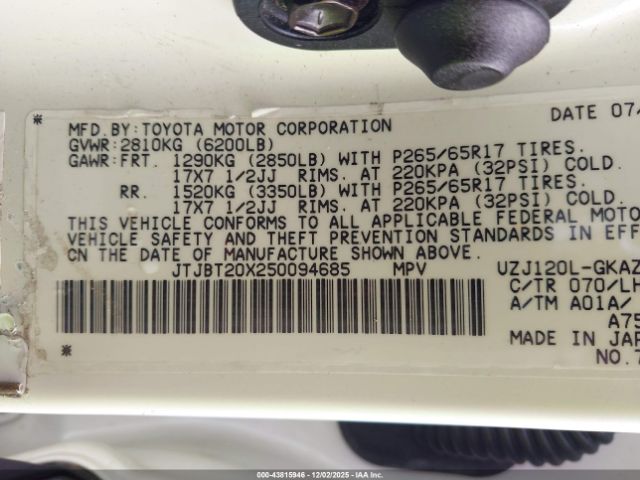 * DATE 07/
MFD.BY:TOYOTA MOTOR CORPORATION
GVWR:2810KG (6200LB)
GAWR:FRT. 1290KG (2850LB) WITH P265/65R17 TIRES.
17X7 1/2JJ RIMS. AT 220KPA (32PSI) COLD.
RR. 1520KG (3350LB) WITH P265/65R17 TIRES.
17X7 1/2JJ RIMS. AT 220KPA (32PSI) COLD.
THIS VEHICLE CONFORMS TO ALL APPLICABLE FEDERAL MOTO
VEHICLE SAFETY AND THEFT PREVENTION STANDARDS IN EFF
ON THE DATE OF MANUFACTURE SHOWN ABOVE.
JTJBT20X250094685 MPV UZJ120L-GKAZ
C/TR 070/LH
A/TM A01A/
A75
* MADE IN JAP
NO.7
000-43815946 - 12/02/2025 - IAA Inc.